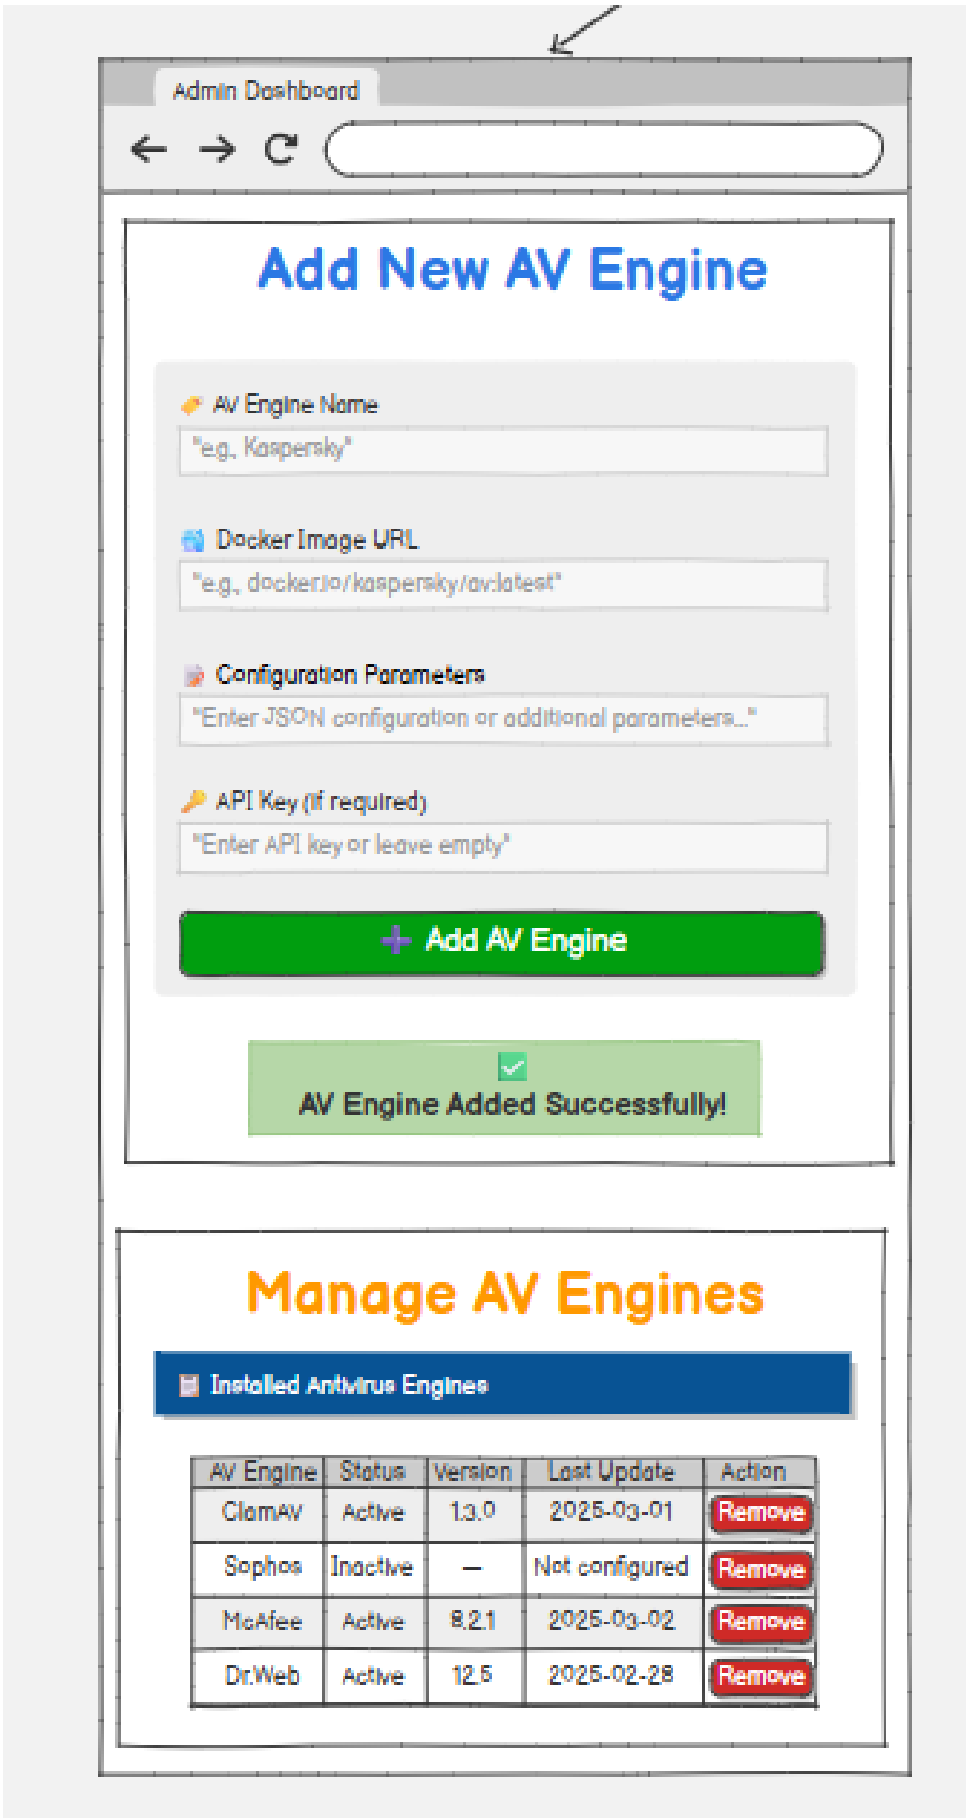 Admin Dashboard
Add New AV Engine
AV Engine Name
"e.g., Kaspersky"
Docker Image URL
"e.g., docker.io/kaspersky/av:latest"
Configuration Parameters
"Enter JSON configuration or additional parameters..."
API Key (if required)
"Enter API key or leave empty"
Add AV Engine
AV Engine Added Successfully!
Manage AV Engines
Installed Antivirus Engines
AV Engine Status Version Last Update Action
ClamAV Active 1.3.0 2025-03-01 Remove
Sophos Inactive — Not configured Remove
McAfee Active 8.2.1 2025-03-02 Remove
Dr.Web Active 12.5 2025-02-28 Remove